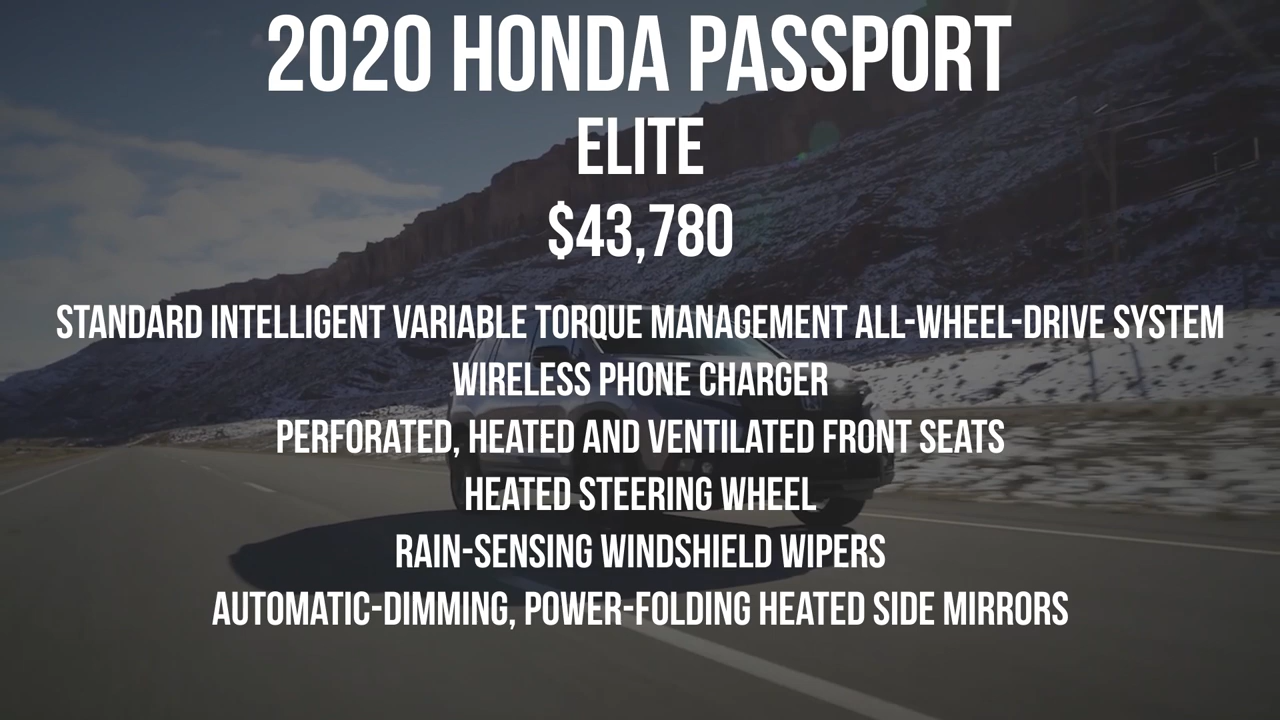 2020 HONDA PASSPORT
ELITE
$43,780
STANDARD INTELLIGENT VARIABLE TORQUE MANAGEMENT ALL-WHEEL-DRIVE SYSTEM
WIRELESS PHONE CHARGER
PERFORATED, HEATED AND VENTILATED FRONT SEATS
HEATED STEERING WHEEL
RAIN-SENSING WINDSHIELD WIPERS
AUTOMATIC-DIMMING, POWER-FOLDING HEATED SIDE MIRRORS